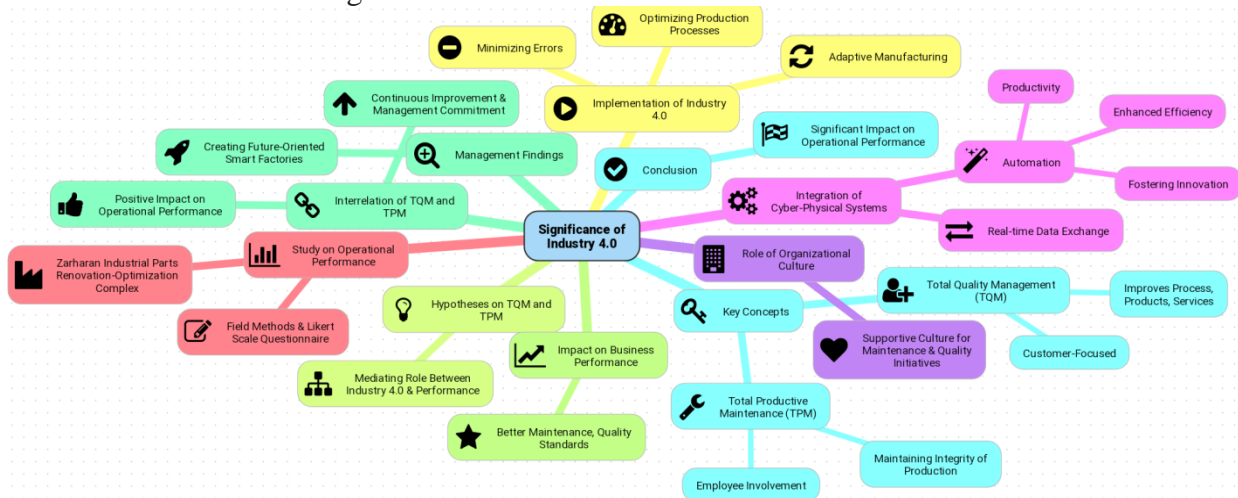 Optimizing Production
Processes
Minimizing Errors
Adaptive Manufacturing
Implementation of Industry
4.0
Continuous Improvement &
Management Commitment
Creating Future-Oriented
Smart Factories
Management Findings
Positive Impact on
Operational Performance
Interrelation of TQM and
TPM
Conclusion
Significant Impact on
Operational Performance
Productivity
Enhanced Efficiency
Automation
Fostering Innovation
Integration of
Cyber-Physical Systems
Real-time Data Exchange
Significance of
Industry 4.0
Study on Operational
Performance
Zarharan Industrial Parts
Renovation-Optimization
Complex
Field Methods & Likert
Scale Questionnaire
Hypotheses on TQM and
TPM
Mediating Role Between
Industry 4.0 & Performance
Impact on Business
Performance
Better Maintenance, Quality
Standards
Role of Organizational
Culture
Supportive Culture for
Maintenance & Quality
Initiatives
Key Concepts
Total Quality Management
(TQM)
Improves Process,
Products, Services
Customer-Focused
Total Productive
Maintenance (TPM)
Maintaining Integrity of
Production
Employee Involvement